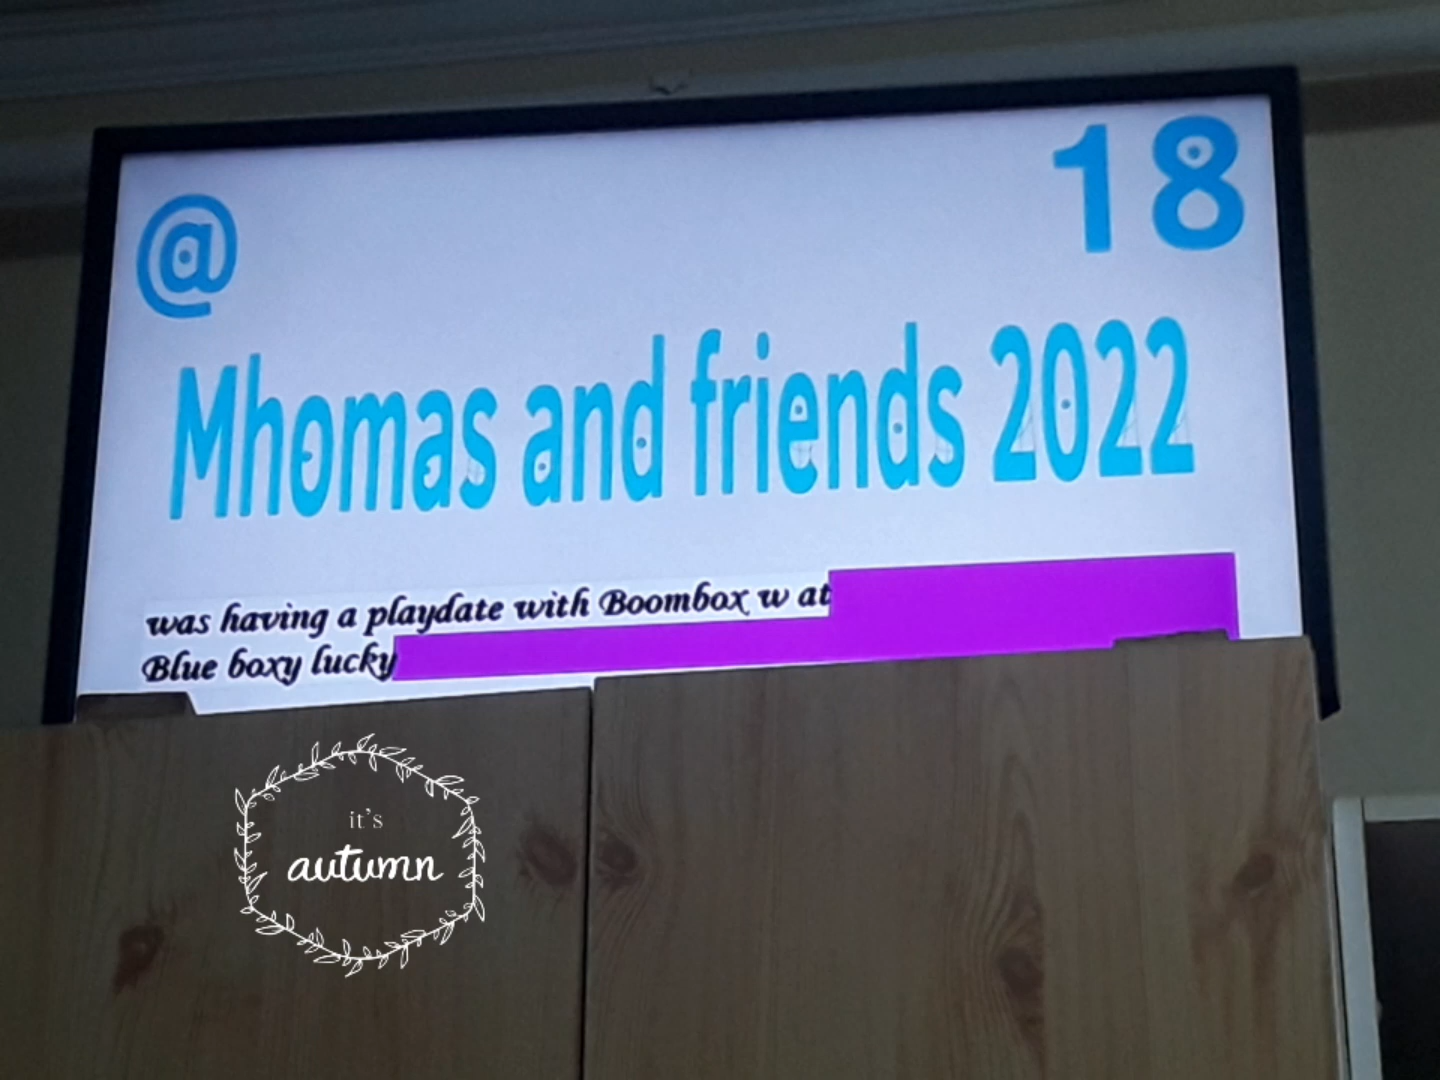 @ 18
Mhomas and friends 2022
was having a playdate with Boombox w at
Blue boxy lucky
it's
autumn